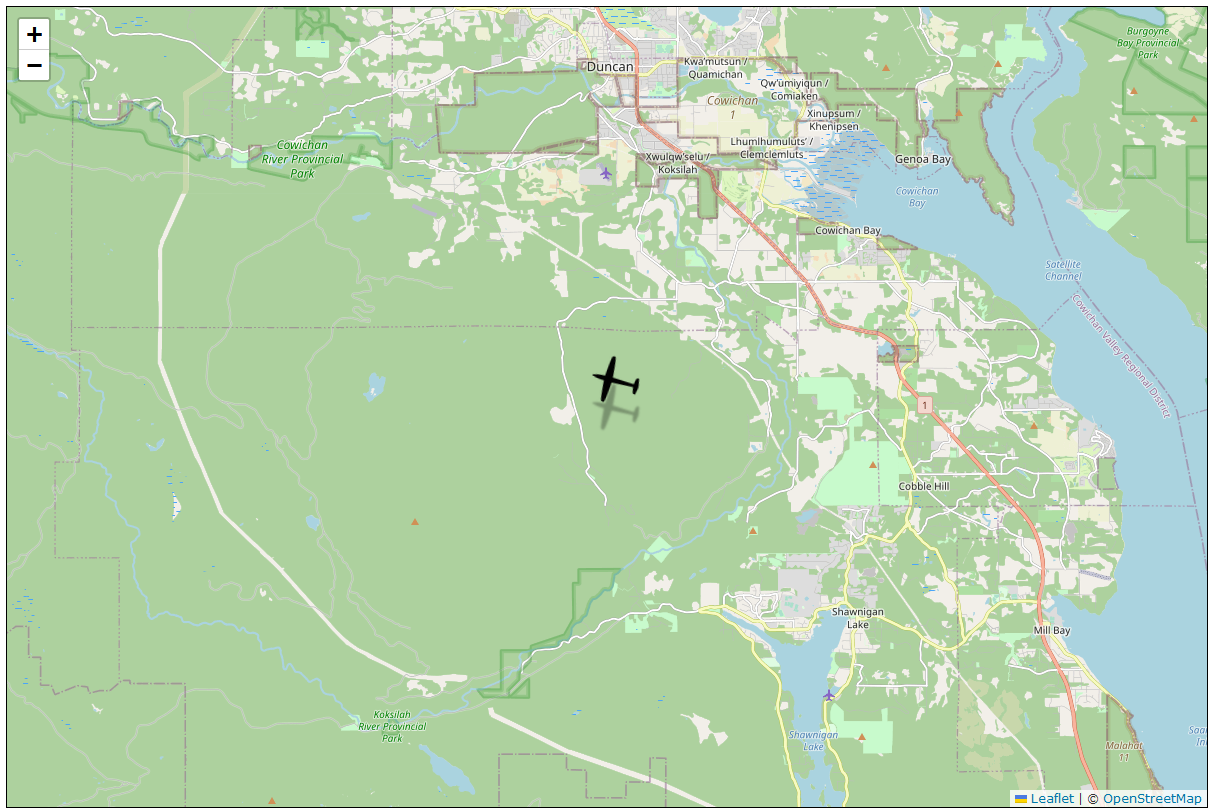 +
−
Burgoyne
Bay Provincial
Park
Duncan
Kwa'mutsun /
Quamichan
Qw'umiyiqun /
Comiaken
Cowichan
1
Xinupsum /
Khenipsen
Lhumlhumuluts' /
Clemclemluts
Cowichan
River Provincial
Park
Xwulqw'selu /
Koksilah
Genoa Bay
Cowichan
Bay
Cowichan Bay
Satellite
Channel
Cowichan Valley Regional District
1
Cobble Hill
Shawnigan
Lake
Mill Bay
Koksilah
River Provincial
Park
Shawnigan
Lake
Malahat
11
Saa
In
Leaflet | © OpenStreetMap